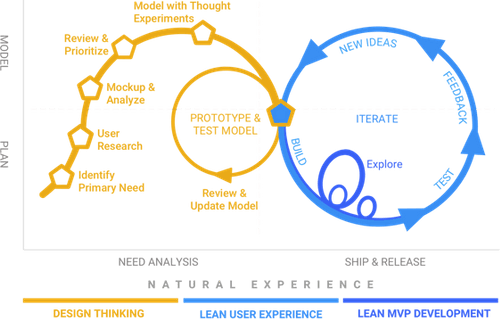 Model with Thought
Experiments
Review &
Prioritize
Mockup &
Analyze
User
Research
Identify
Primary Need
PROTOTYPE &
TEST MODEL
Review &
Update Model
NEW IDEAS
FEEDBACK
ITERATE
BUILD
Explore
TEST
MODEL
PLAN
NEED ANALYSIS
SHIP & RELEASE
NATURAL EXPERIENCE
DESIGN THINKING
LEAN USER EXPERIENCE
LEAN MVP DEVELOPMENT